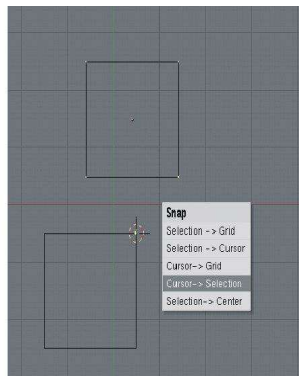 Snap
Selection -> Grid
Selection -> Cursor
Cursor-> Grid
Cursor-> Selection
Selection-> Center